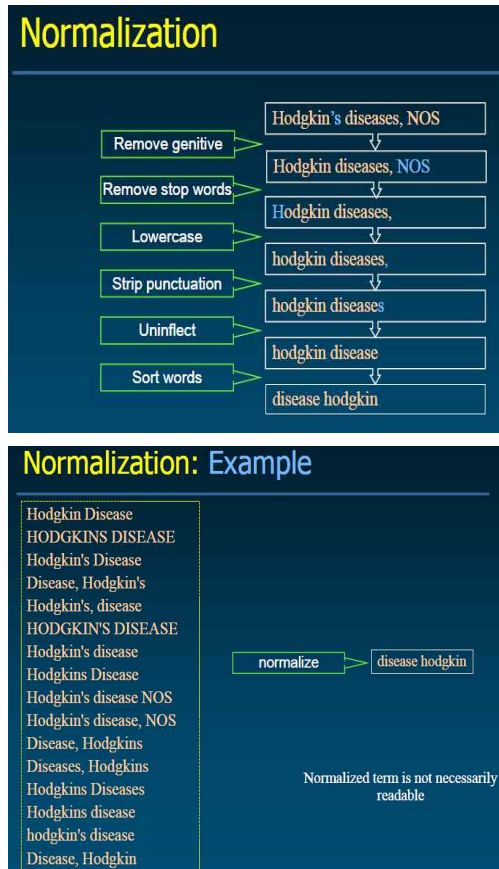 Normalization
Hodgkin's diseases, NOS
Remove genitive
Hodgkin diseases, NOS
Remove stop words
Hodgkin diseases,
Lowercase
hodgkin diseases,
Strip punctuation
hodgkin diseases
Uninflect
hodgkin disease
Sort words
disease hodgkin
Normalization: Example
Hodgkin Disease
HODGKINS DISEASE
Hodgkin's Disease
Disease, Hodgkin's
Hodgkin's, disease
HODGKIN'S DISEASE
Hodgkin's disease
Hodgkins Disease
Hodgkin's disease NOS
Hodgkin's disease, NOS
Disease, Hodgkins
Diseases, Hodgkins
Hodgkins Diseases
Hodgkins disease
hodgkin's disease
Disease, Hodgkin
normalize
disease hodgkin
Normalized term is not necessarily
readable